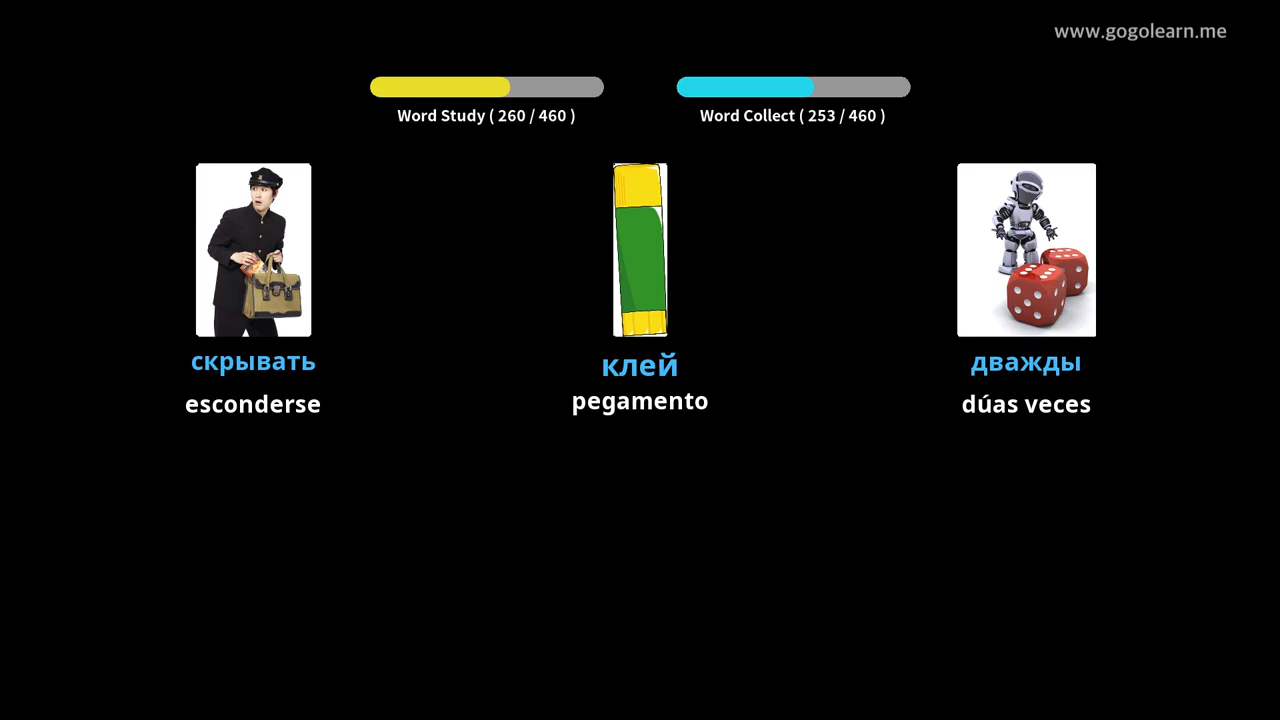 www.gogolearn.me
Word Study ( 260 / 460 )
Word Collect ( 253 / 460 )
скрывать
клей
дважды
esconderse
pegamento
dúas veces